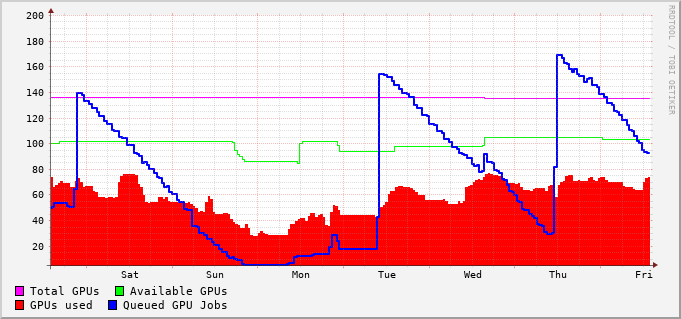 200
180
160
140
120
100
80
60
40
20
Sat Sun Mon Tue Wed Thu Fri
Total GPUs Available GPUs
GPUs used Queued GPU Jobs
RRDTOOL / TOBI OETIKER